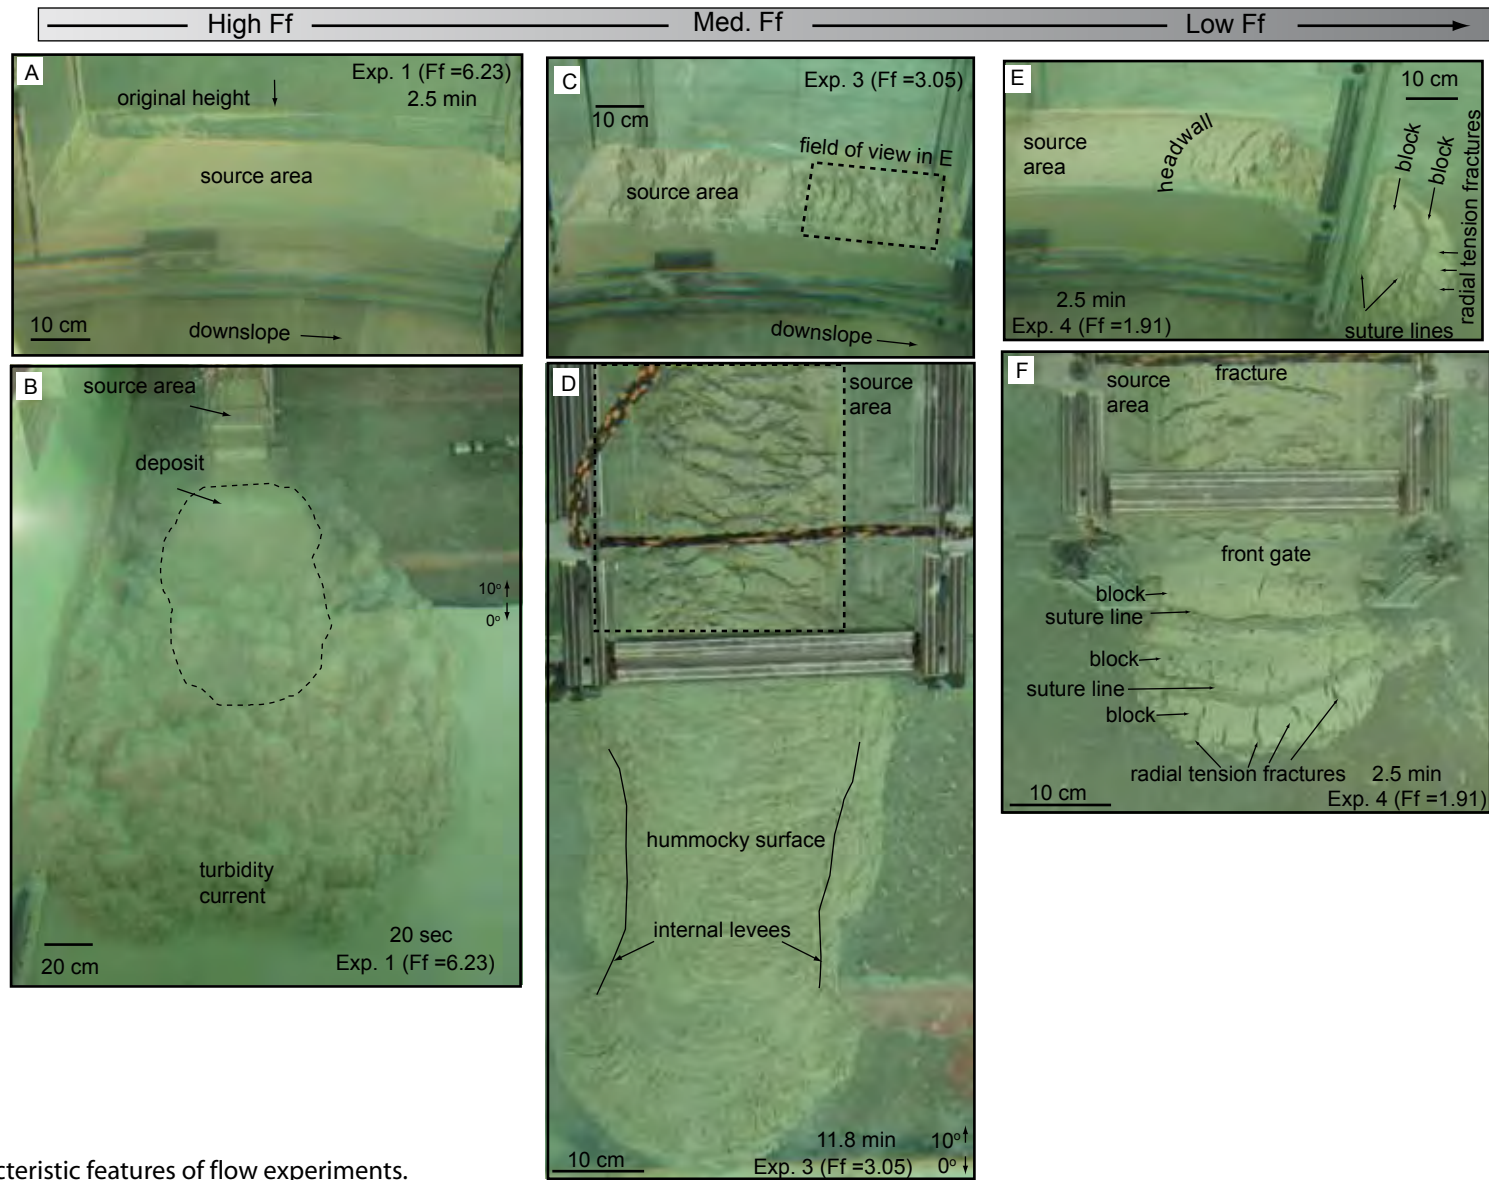 High Ff Med. Ff Low Ff
A
Exp. 1 (Ff =6.23)
2.5 min
original height
source area
10 cm
downslope
B
source area
deposit
10o
0o
turbidity
current
20 sec
Exp. 1 (Ff =6.23)
20 cm
C
Exp. 3 (Ff =3.05)
10 cm
field of view in E
source area
downslope
D
source
area
hummocky surface
internal levees
11.8 min
10o
Exp. 3 (Ff =3.05)
0o
10 cm
E
10 cm
source
area
headwall
block
block
radial tension fractures
2.5 min
Exp. 4 (Ff =1.91)
suture lines
F
source
area
fracture
front gate
block
suture line
block
suture line
block
radial tension fractures
2.5 min
10 cm
Exp. 4 (Ff =1.91)
cteristic features of flow experiments.